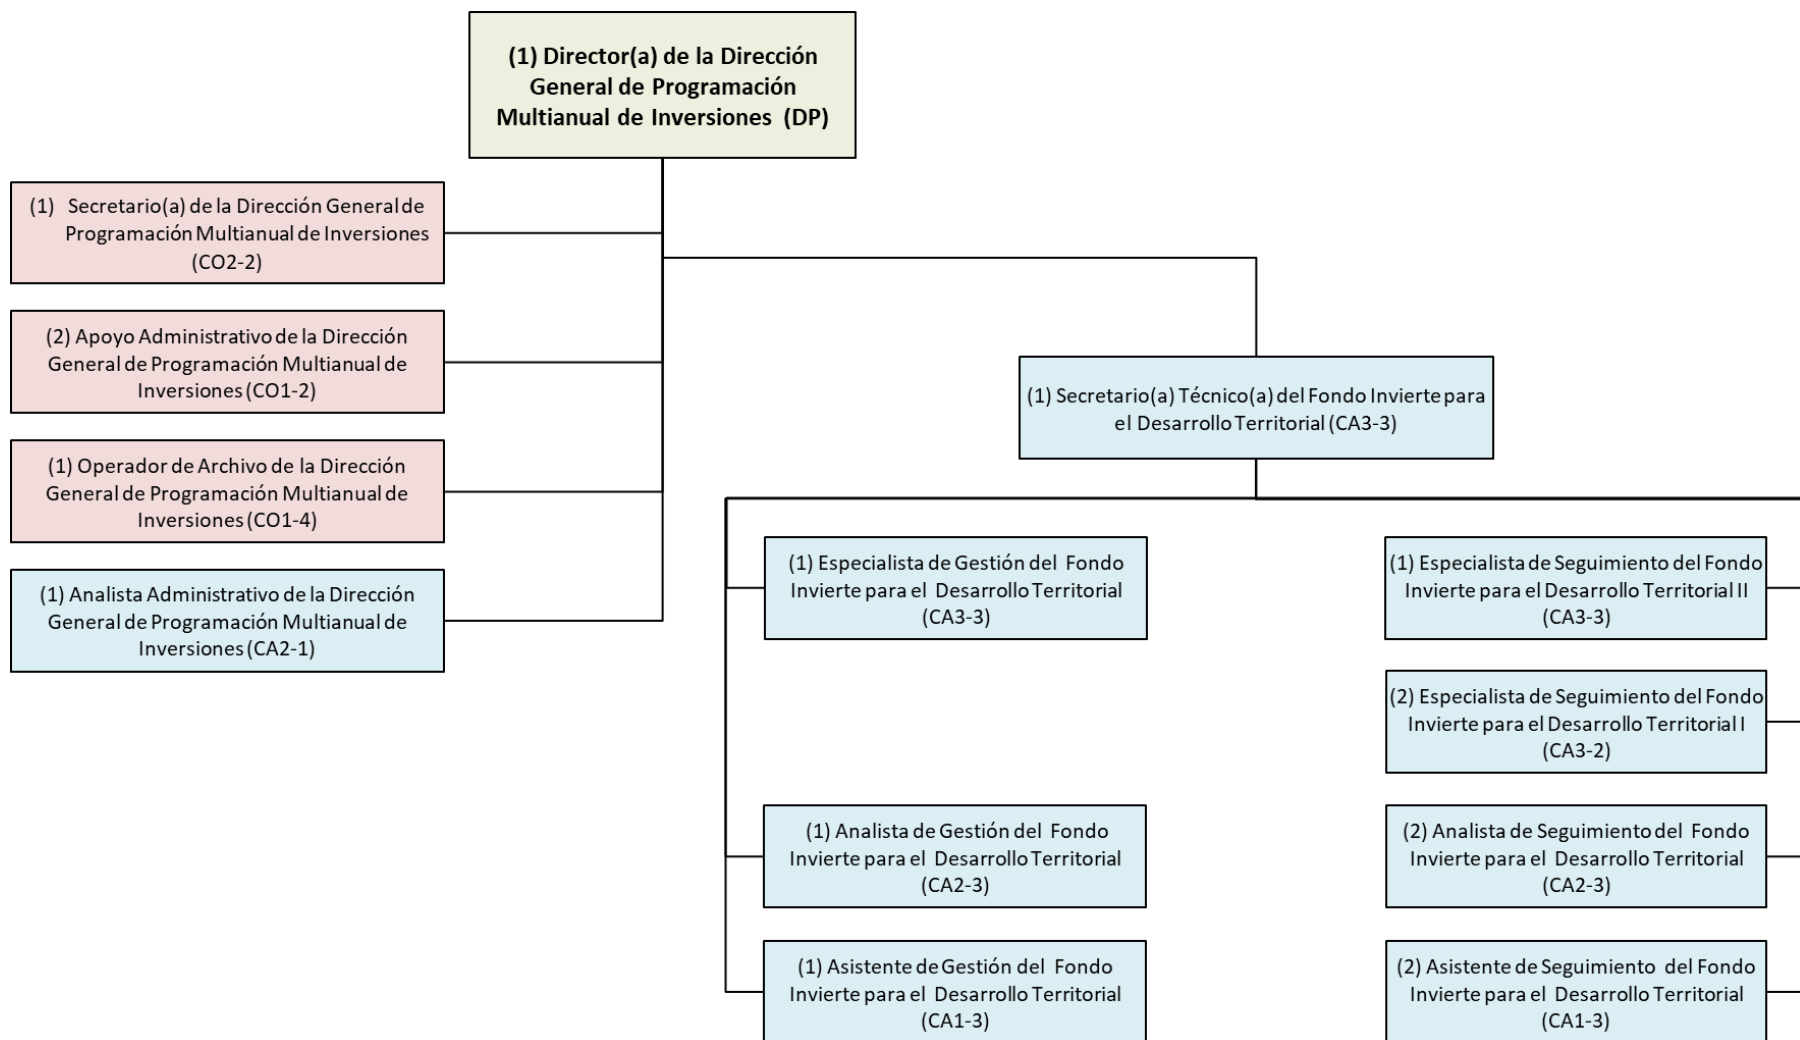 (1) Director(a) de la Dirección
General de Programación
Multianual de Inversiones (DP)
(1) Secretario(a) de la Dirección General de
Programación Multianual de Inversiones
(CO2-2)
(2) Apoyo Administrativo de la Dirección
General de Programación Multianual de
Inversiones (CO1-2)
(1) Operador de Archivo de la Dirección
General de Programación Multianual de
Inversiones (CO1-4)
(1) Analista Administrativo de la Dirección
General de Programación Multianual de
Inversiones (CA2-1)
(1) Secretario(a) Técnico(a) del Fondo Invierte para
el Desarrollo Territorial (CA3-3)
(1) Especialista de Gestión del Fondo
Invierte para el Desarrollo Territorial
(CA3-3)
(1) Analista de Gestión del Fondo
Invierte para el Desarrollo Territorial
(CA2-3)
(1) Asistente de Gestión del Fondo
Invierte para el Desarrollo Territorial
(CA1-3)
(1) Especialista de Seguimiento del Fondo
Invierte para el Desarrollo Territorial II
(CA3-3)
(2) Especialista de Seguimiento del Fondo
Invierte para el Desarrollo Territorial I
(CA3-2)
(2) Analista de Seguimiento del Fondo
Invierte para el Desarrollo Territorial
(CA2-3)
(2) Asistente de Seguimiento del Fondo
Invierte para el Desarrollo Territorial
(CA1-3)